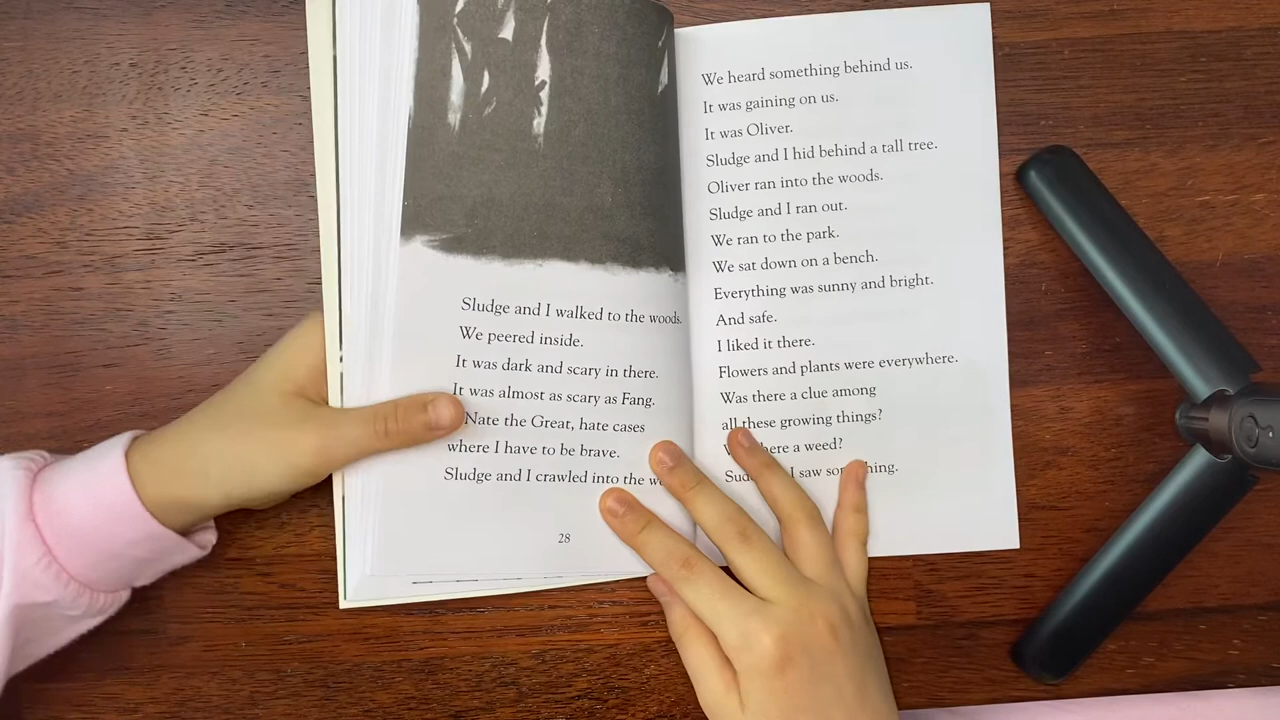 Sludge and I walked to the woods.
We peered inside.
It was dark and scary in there.
It was almost as scary as Fang.
Nate the Great, hate cases
where I have to be brave.
Sludge and I crawled into the
28
We heard something behind us.
It was gaining on us.
It was Oliver.
Sludge and I hid behind a tall tree.
Oliver ran into the woods.
Sludge and I ran out.
We ran to the park.
We sat down on a bench.
Everything was sunny and bright.
And safe.
I liked it there.
Flowers and plants were everywhere.
Was there a clue among
all these growing things?
a weed?
I saw